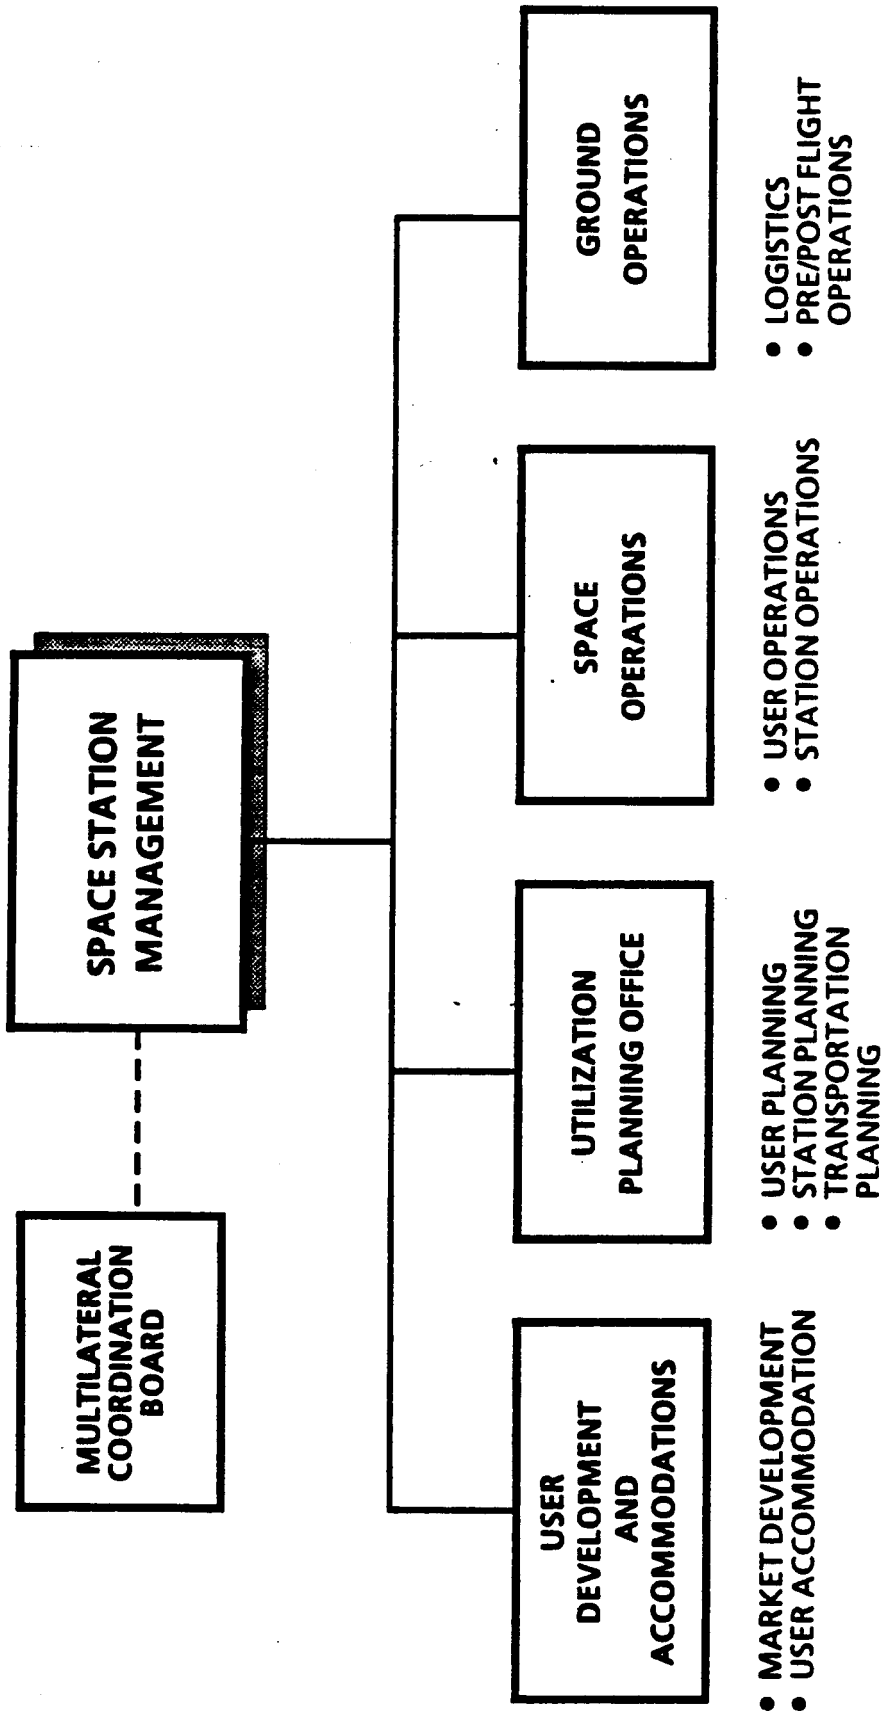 MULTILATERAL
COORDINATION
BOARD
SPACE STATION
MANAGEMENT
USER
DEVELOPMENT
AND
ACCOMMODATIONS
• MARKET DEVELOPMENT
• USER ACCOMMODATION
UTILIZATION
PLANNING OFFICE
• USER PLANNING
• STATION PLANNING
• TRANSPORTATION
PLANNING
SPACE
OPERATIONS
• USER OPERATIONS
• STATION OPERATIONS
GROUND
OPERATIONS
• LOGISTICS
• PRE/POST FLIGHT
OPERATIONS